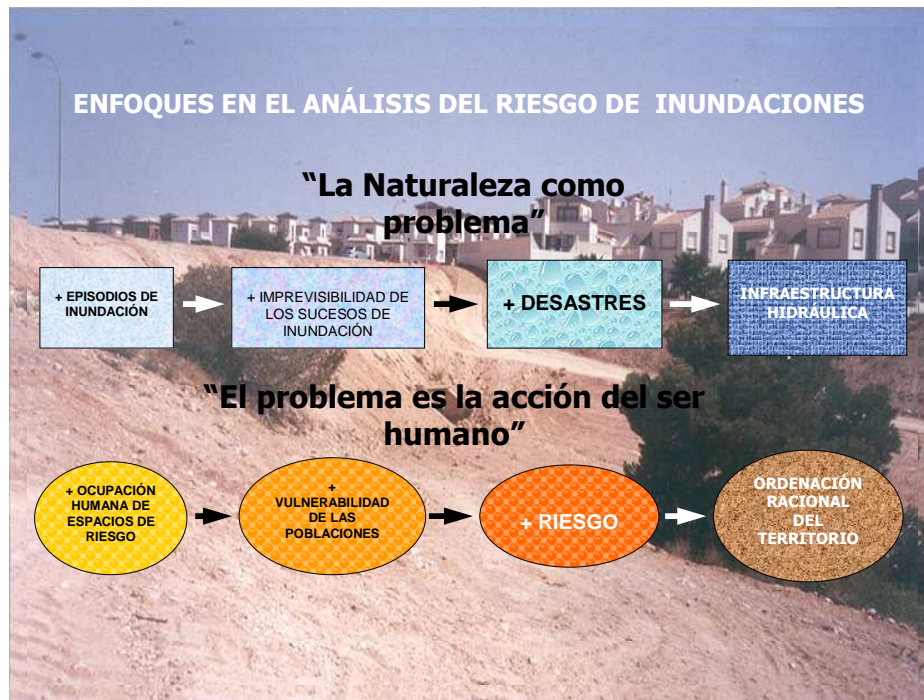 ENFOQUES EN EL ANÁLISIS DEL RIESGO DE INUNDACIONES
“La Naturaleza como
problema”
+ EPISODIOS DE
INUNDACIÓN
+ IMPREVISIBILIDAD DE
LOS SUCESOS DE
INUNDACIÓN
+ DESASTRES
INFRAESTRUCTURA
HIDRÁULICA
“El problema es la acción del ser
humano”
+ OCUPACIÓN
HUMANA DE
ESPACIOS DE
RIESGO
+
VULNERABILIDAD
DE LAS
POBLACIONES
+ RIESGO
ORDENACIÓN
RACIONAL
DEL
TERRITORIO